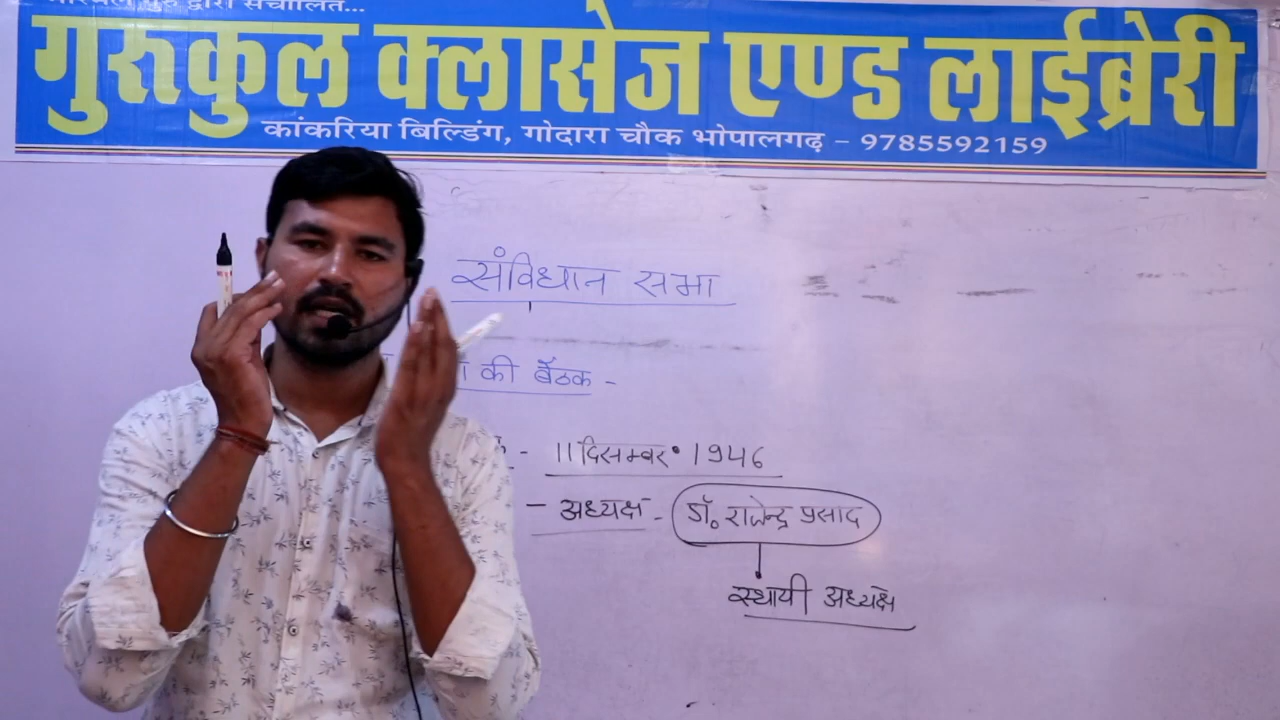 द्वारा संचालित...
गुरुकुल क्लासेज एण्ड लाईब्रेरी
कांकरिया बिल्डिंग, गोदारा चौक भोपालगढ़ – 9785592159
संविधान सभा
की बैठक -
- 11 दिसम्बर 1946
- अध्यक्ष - डॉ. राजेन्द्र प्रसाद
स्थायी अध्यक्ष